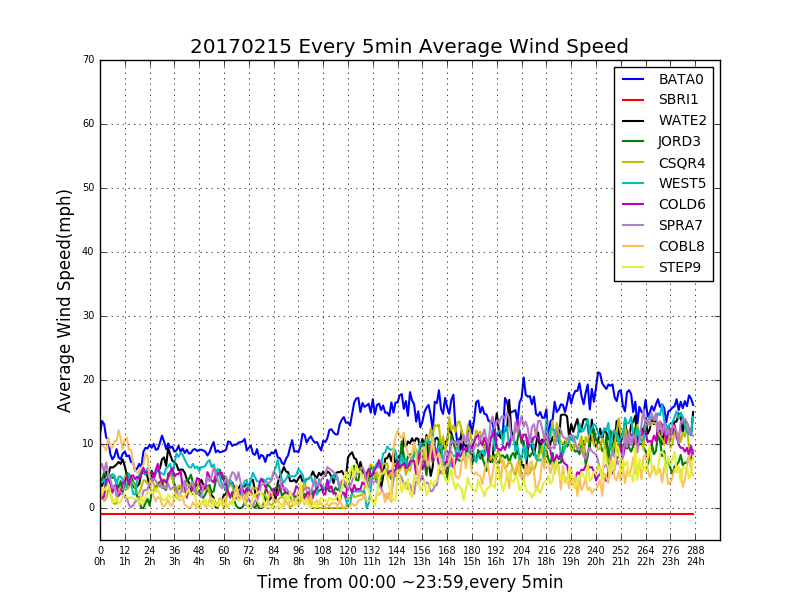 20170215 Every 5min Average Wind Speed
70
60
50
40
30
20
10
0
Average Wind Speed(mph)
BATA0
SBRI1
WATE2
JORD3
CSQR4
WEST5
COLD6
SPRA7
COBL8
STEP9
0 12 24 36 48 60 72 84 96 108 120 132 144 156 168 180 192 204 216 228 240 252 264 276 288
0h 1h 2h 3h 4h 5h 6h 7h 8h 9h 10h 11h 12h 13h 14h 15h 16h 17h 18h 19h 20h 21h 22h 23h 24h
Time from 00:00 ~23:59,every 5min